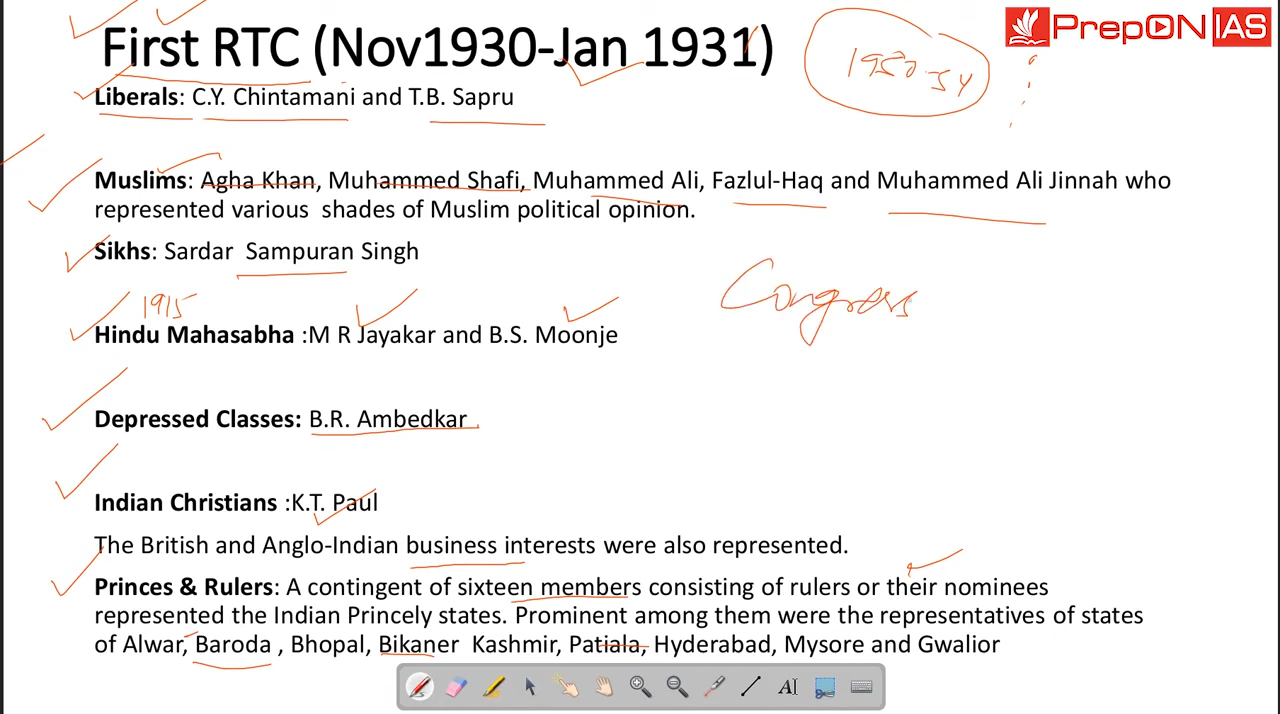 First RTC (Nov1930-Jan 1931)
PrepON IAS
1930-34
Liberals: C.Y. Chintamani and T.B. Sapru
Muslims: Agha Khan, Muhammed Shafi, Muhammed Ali, Fazlul-Haq and Muhammed Ali Jinnah who
represented various shades of Muslim political opinion.
Sikhs: Sardar Sampuran Singh
Congress
1915
Hindu Mahasabha :M R Jayakar and B.S. Moonje
Depressed Classes: B.R. Ambedkar
Indian Christians :K.T. Paul
The British and Anglo-Indian business interests were also represented.
Princes & Rulers: A contingent of sixteen members consisting of rulers or their nominees
represented the Indian Princely states. Prominent among them were the representatives of states
of Alwar, Baroda , Bhopal, Bikaner Kashmir, Patiala, Hyderabad, Mysore and Gwalior
AI